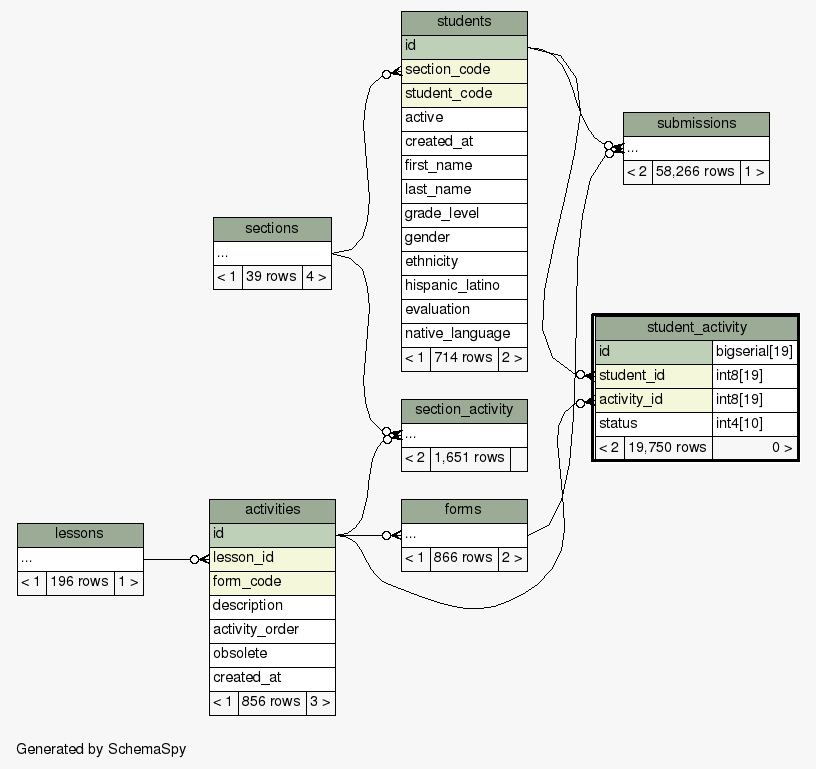 students
id
section_code
student_code
active
created_at
first_name
last_name
grade_level
gender
ethnicity
hispanic_latino
evaluation
native_language
< 1 714 rows 2 >
submissions
...
< 2 58,266 rows 1 >
sections
...
< 1 39 rows 4 >
student_activity
id bigserial[19]
student_id int8[19]
activity_id int8[19]
status int4[10]
< 2 19,750 rows 0 >
section_activity
...
< 2 1,651 rows
activities
id
lesson_id
form_code
description
activity_order
obsolete
created_at
< 1 856 rows 3 >
forms
...
< 1 866 rows 2 >
lessons
...
< 1 196 rows 1 >
Generated by SchemaSpy